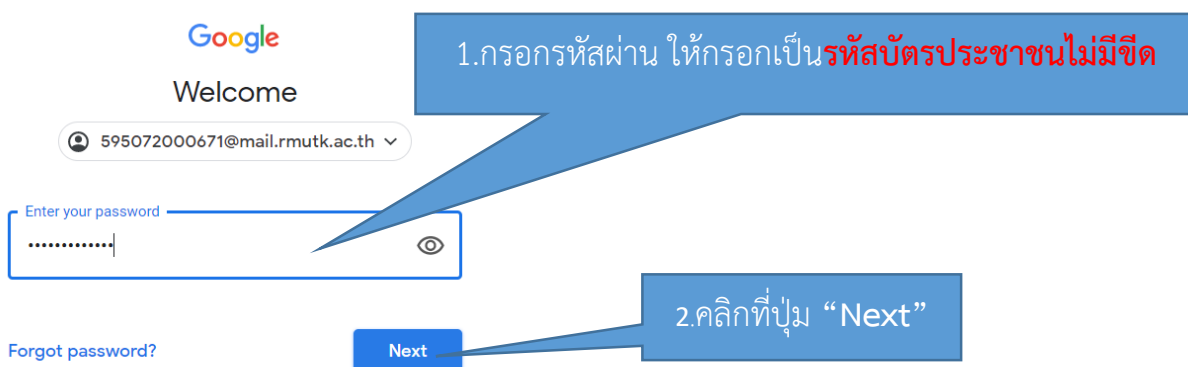 Google
1.กรอกรหัสผ่าน ให้กรอกเป็นรหัสบัตรประชาชนไม่มีขีด
Welcome
595072000671@mail.rmutk.ac.th
Enter your password
•••••••••••••
2.คลิกที่ปุ่ม “Next”
Forgot password?
Next